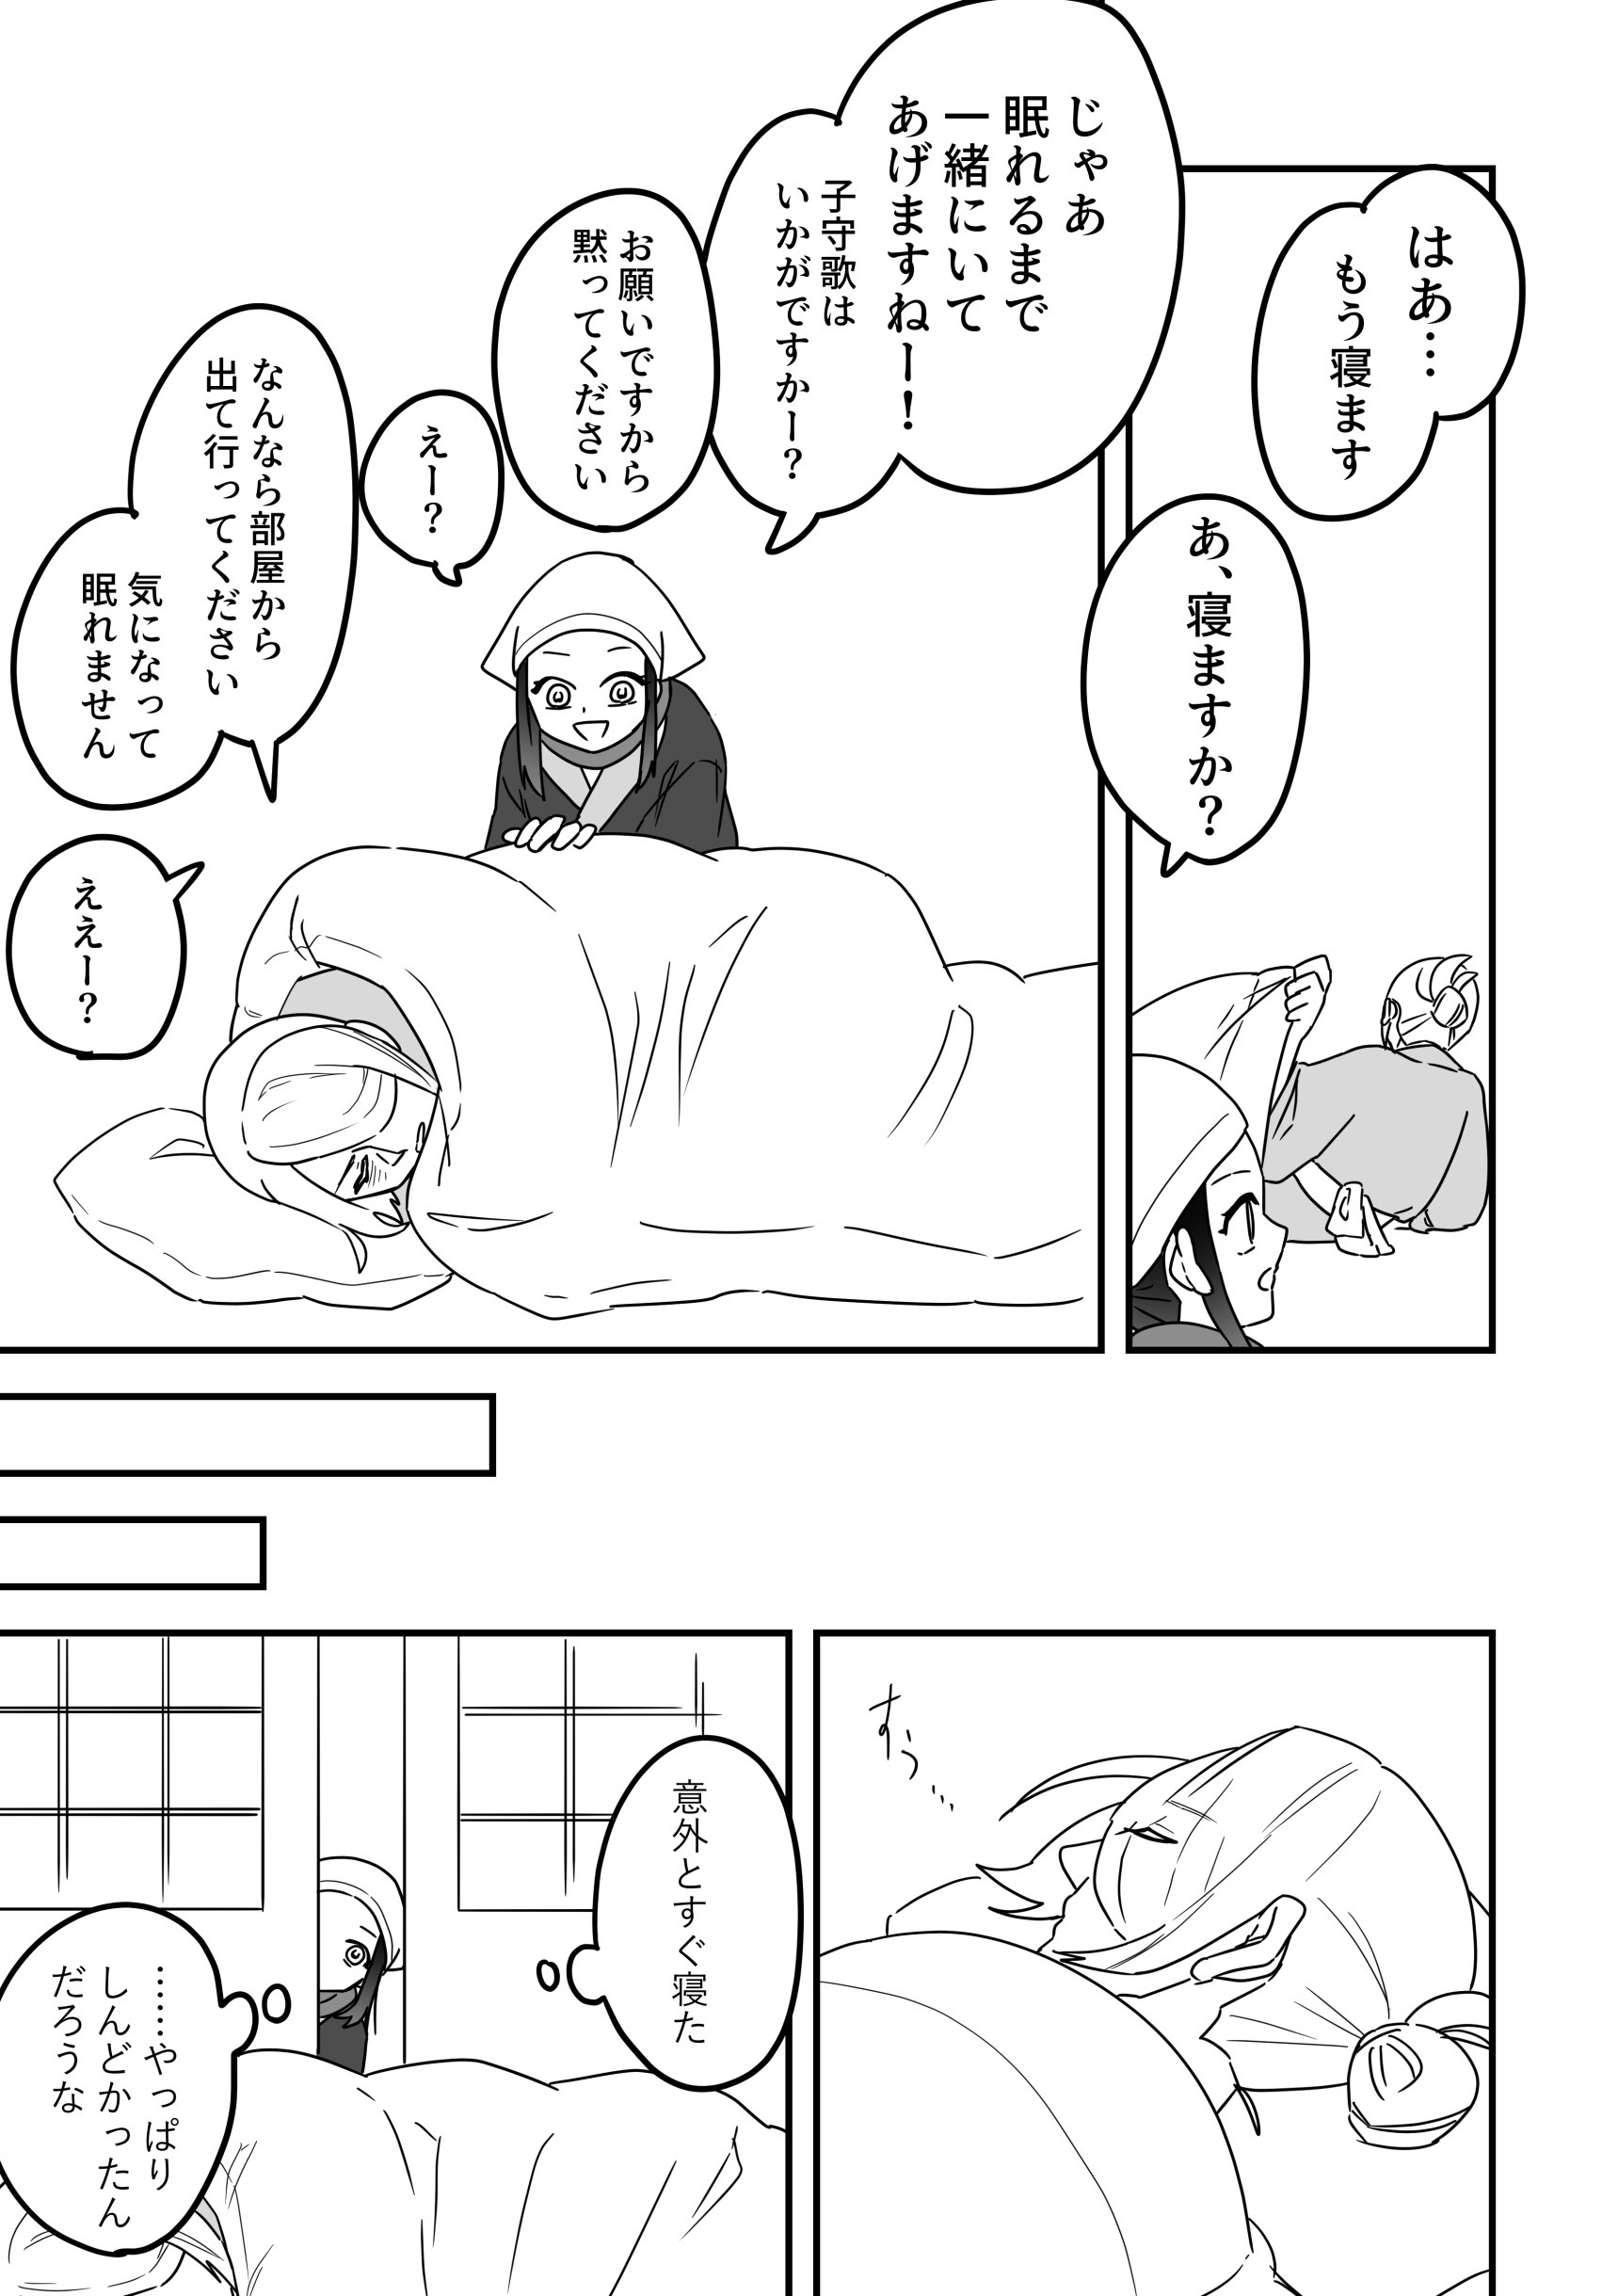 はあ…
もう寝ます
あ、寝ますか？
じゃあ
眠れるまで
一緒にいて
あげますねー！
子守歌は
いかがですかー？
お願いですから
黙ってください
えー？
なんなら部屋から
出て行ってください
気になって
眠れません
ええー？
すぅ…
意外とすぐ寝た
……やっぱり
しんどかったん
だろうな